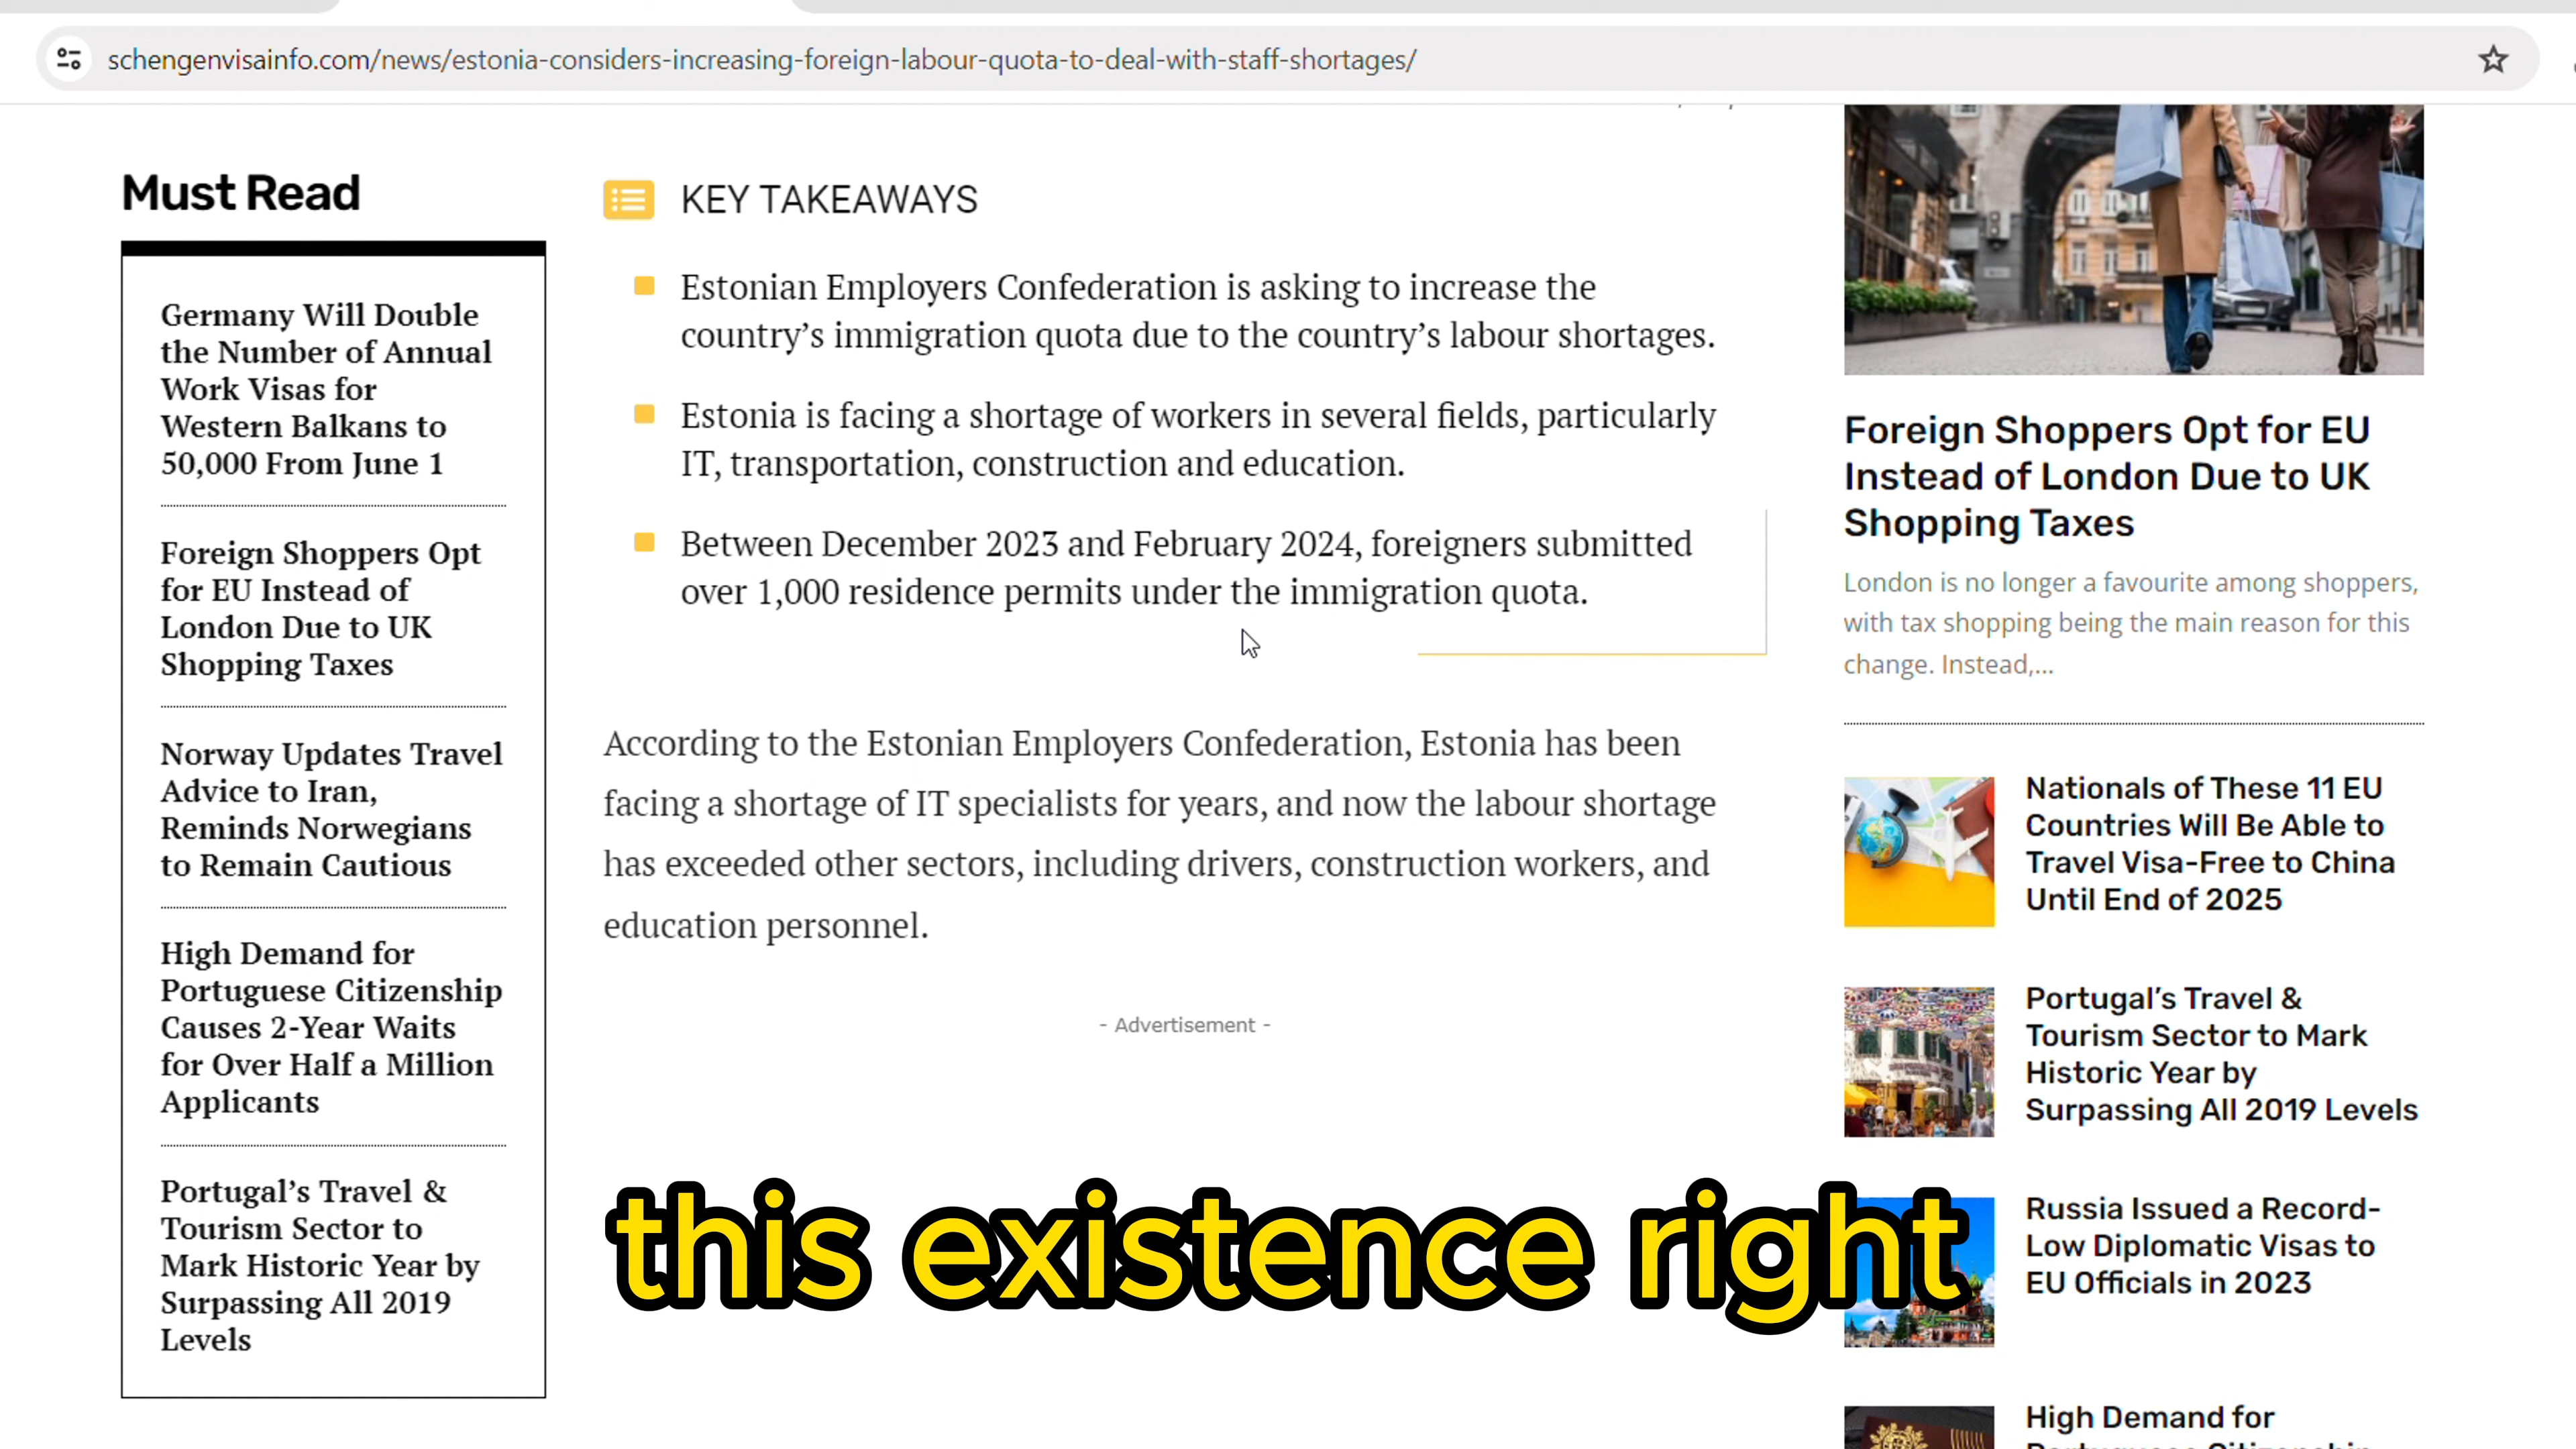 schengenvisainfo.com/news/estonia-considers-increasing-foreign-labour-quota-to-deal-with-staff-shortages/
Must Read
Germany Will Double
the Number of Annual
Work Visas for
Western Balkans to
50,000 From June 1
Foreign Shoppers Opt
for EU Instead of
London Due to UK
Shopping Taxes
Norway Updates Travel
Advice to Iran,
Reminds Norwegians
to Remain Cautious
High Demand for
Portuguese Citizenship
Causes 2-Year Waits
for Over Half a Million
Applicants
Portugal’s Travel &
Tourism Sector to
Mark Historic Year by
Surpassing All 2019
Levels
KEY TAKEAWAYS
Estonian Employers Confederation is asking to increase the
country’s immigration quota due to the country’s labour shortages.
Estonia is facing a shortage of workers in several fields, particularly
IT, transportation, construction and education.
Between December 2023 and February 2024, foreigners submitted
over 1,000 residence permits under the immigration quota.
According to the Estonian Employers Confederation, Estonia has been
facing a shortage of IT specialists for years, and now the labour shortage
has exceeded other sectors, including drivers, construction workers, and
education personnel.
- Advertisement -
this existence right
Foreign Shoppers Opt for EU
Instead of London Due to UK
Shopping Taxes
London is no longer a favourite among shoppers,
with tax shopping being the main reason for this
change. Instead,...
Nationals of These 11 EU
Countries Will Be Able to
Travel Visa-Free to China
Until End of 2025
Portugal’s Travel &
Tourism Sector to Mark
Historic Year by
Surpassing All 2019 Levels
Russia Issued a Record-
Low Diplomatic Visas to
EU Officials in 2023
High Demand for